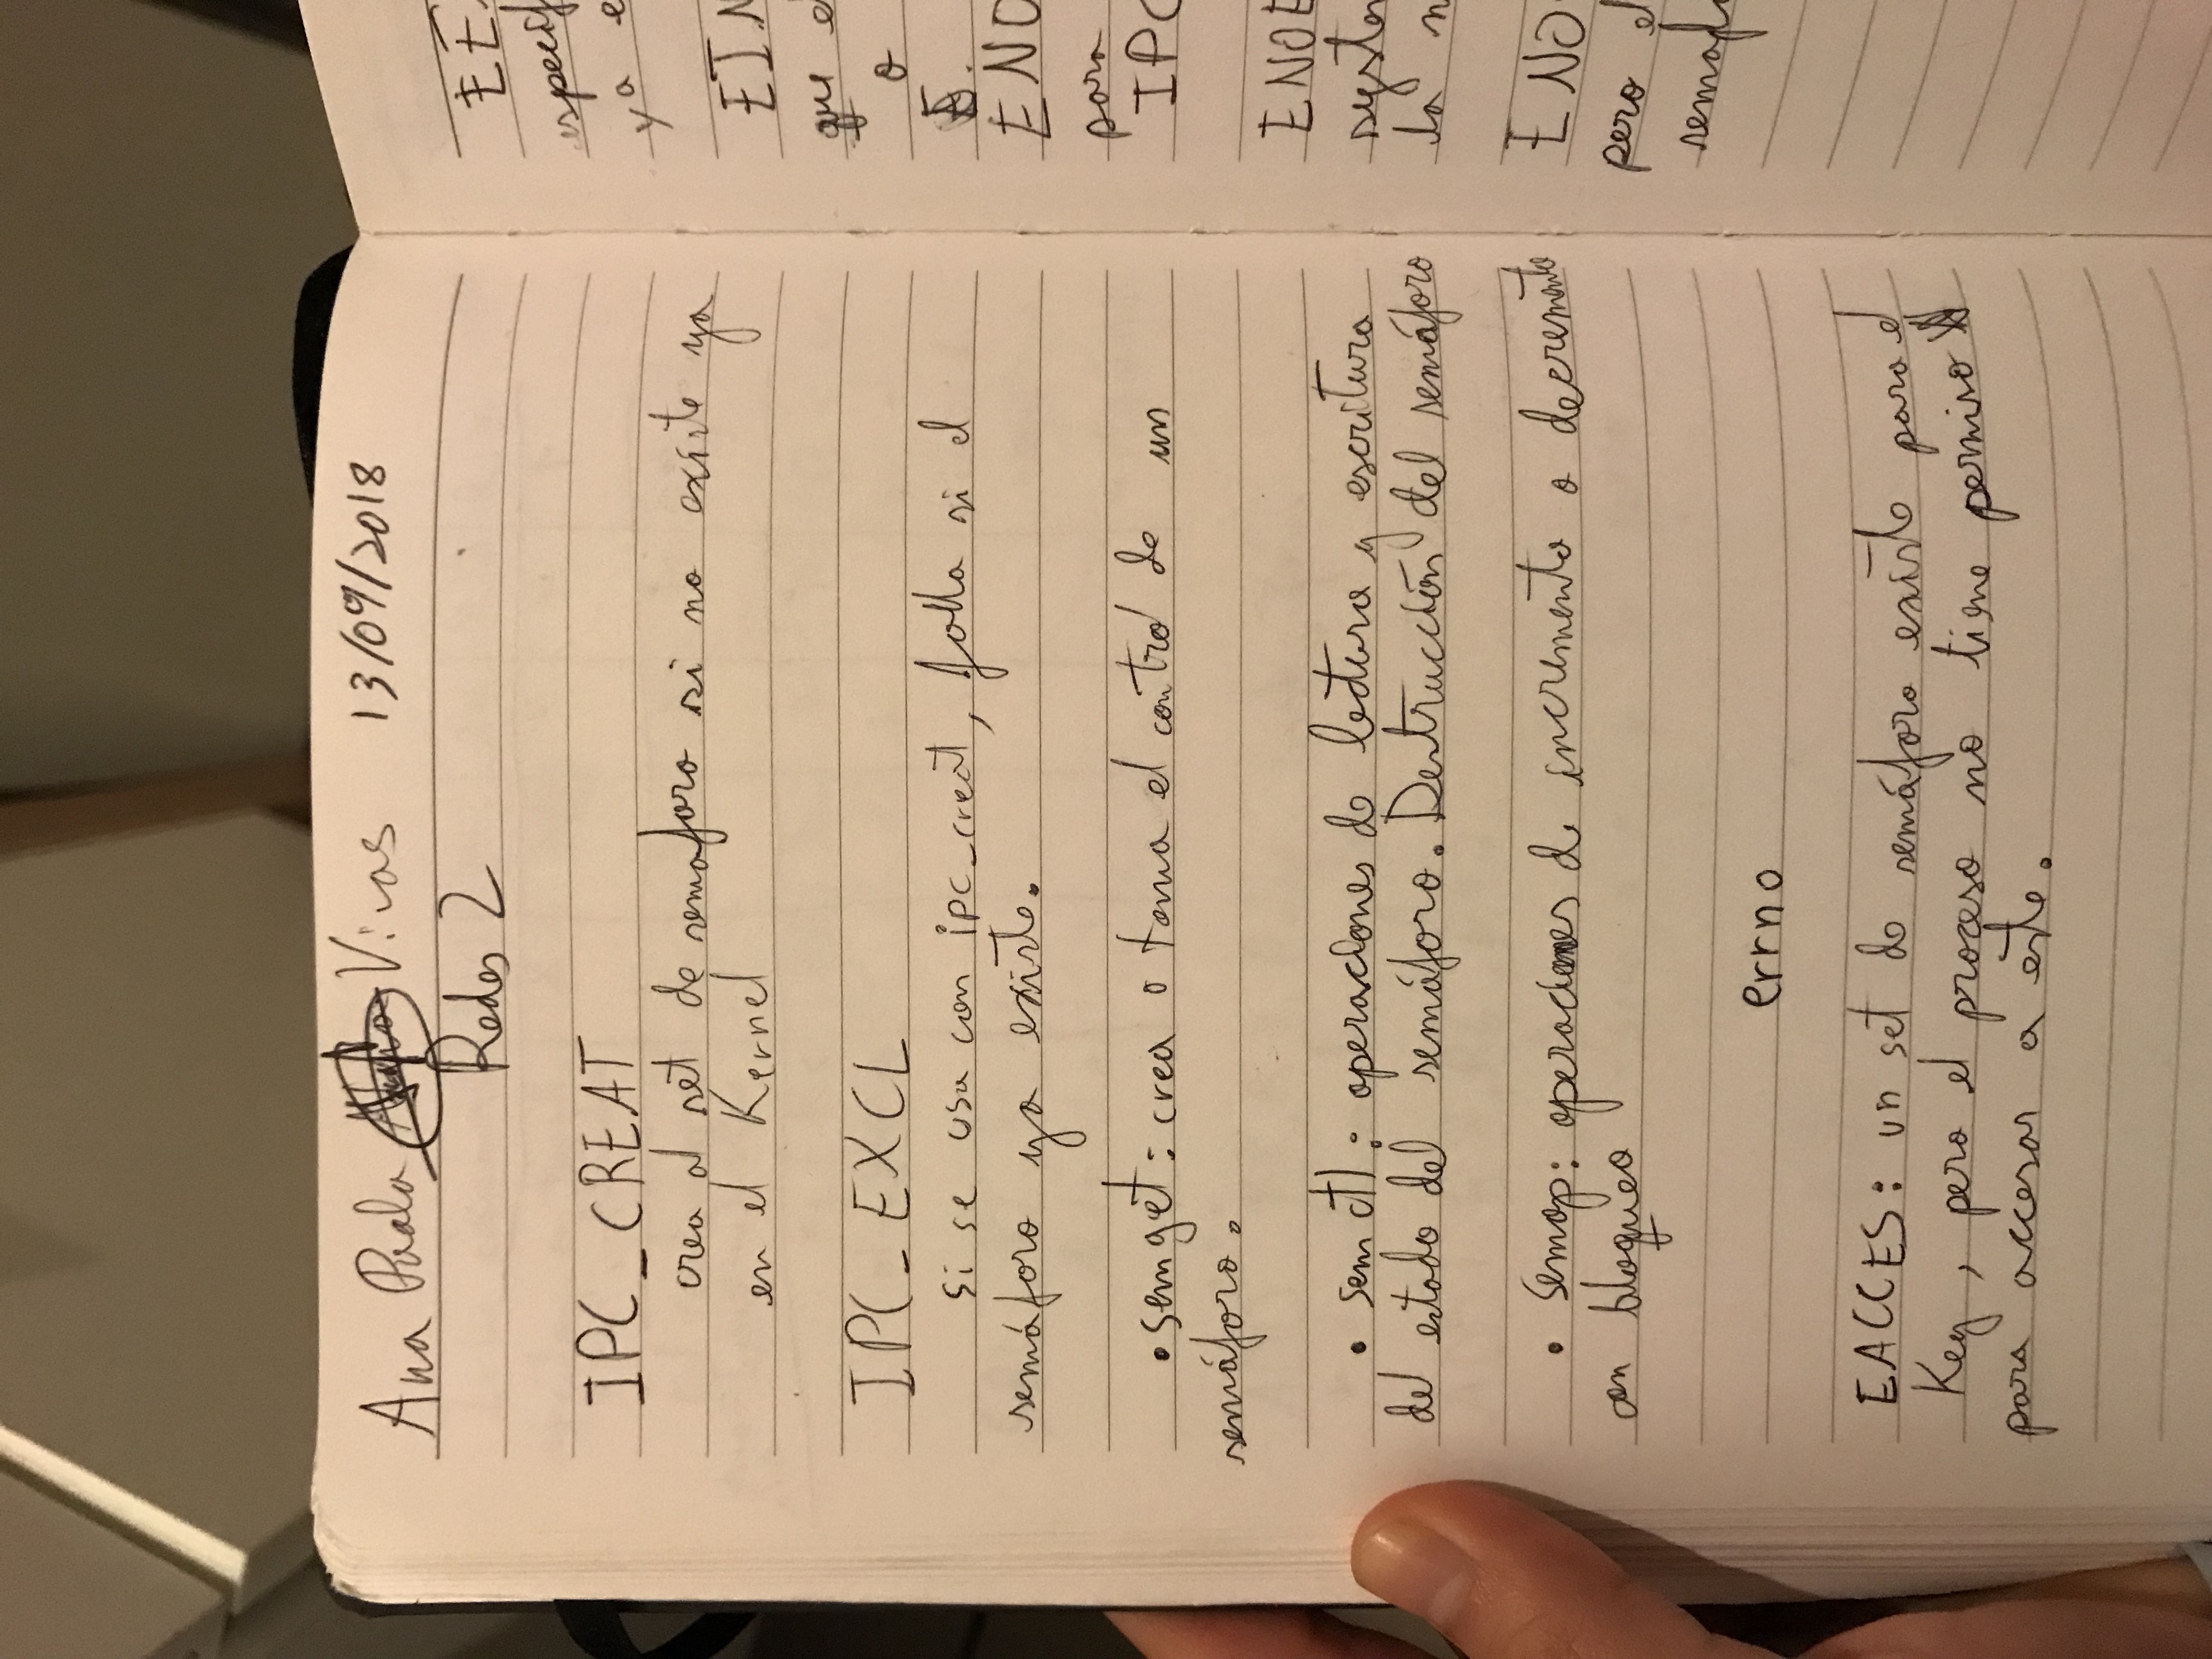 Ana Paola Vivas 13/09/2018
Redes 2
IPC_CREAT
crea el set de semaforo si no existe ya
en el Kernel
IPC_EXCL
si se usa con ipc_creat, falla si el
semáforo ya existe.
• semget: crea o toma el control de un
semáforo.
• semctl: operaciones de lectura y escritura
del estado del semáforo. Destrucción del semáforo
• Semop: operaciones de incremento o decremento
con bloqueo
errno
EACCES: un set de semáforo existe para el
Key, pero el proceso no tiene permiso
para accesar a este.
EE
especif
ya e
EIN
que el
o
E.
ENO
para
IPC
ENOE
system
la m
ENO
pero el
semafo